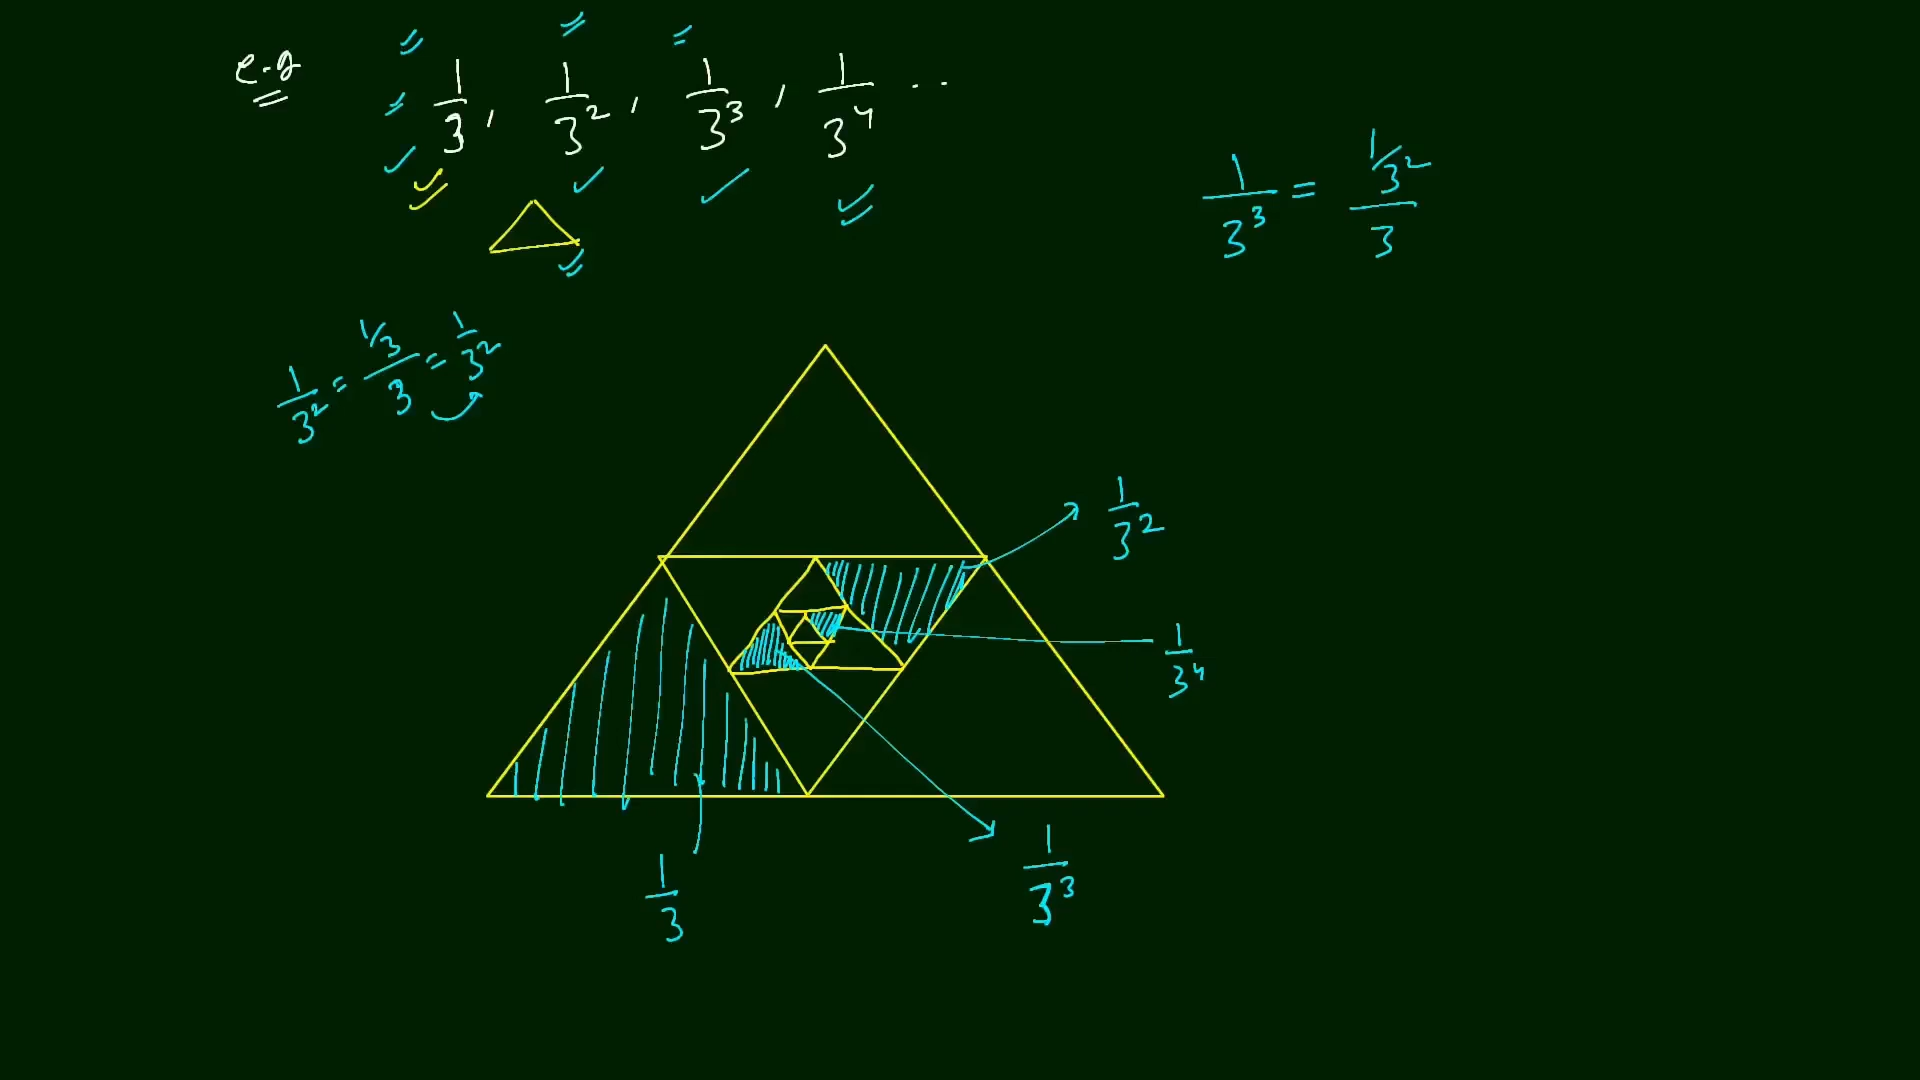 e.g 1/3, 1/3², 1/3³, 1/3⁴ ..
1/3³ = (1/3²)/3
1/3² = (1/3)/3 = 1/3²
1/3²
1/3⁴
1/3
1/3³